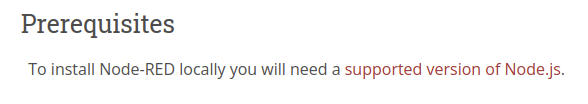 Prerequisites
To install Node-RED locally you will need a supported version of Node.js.